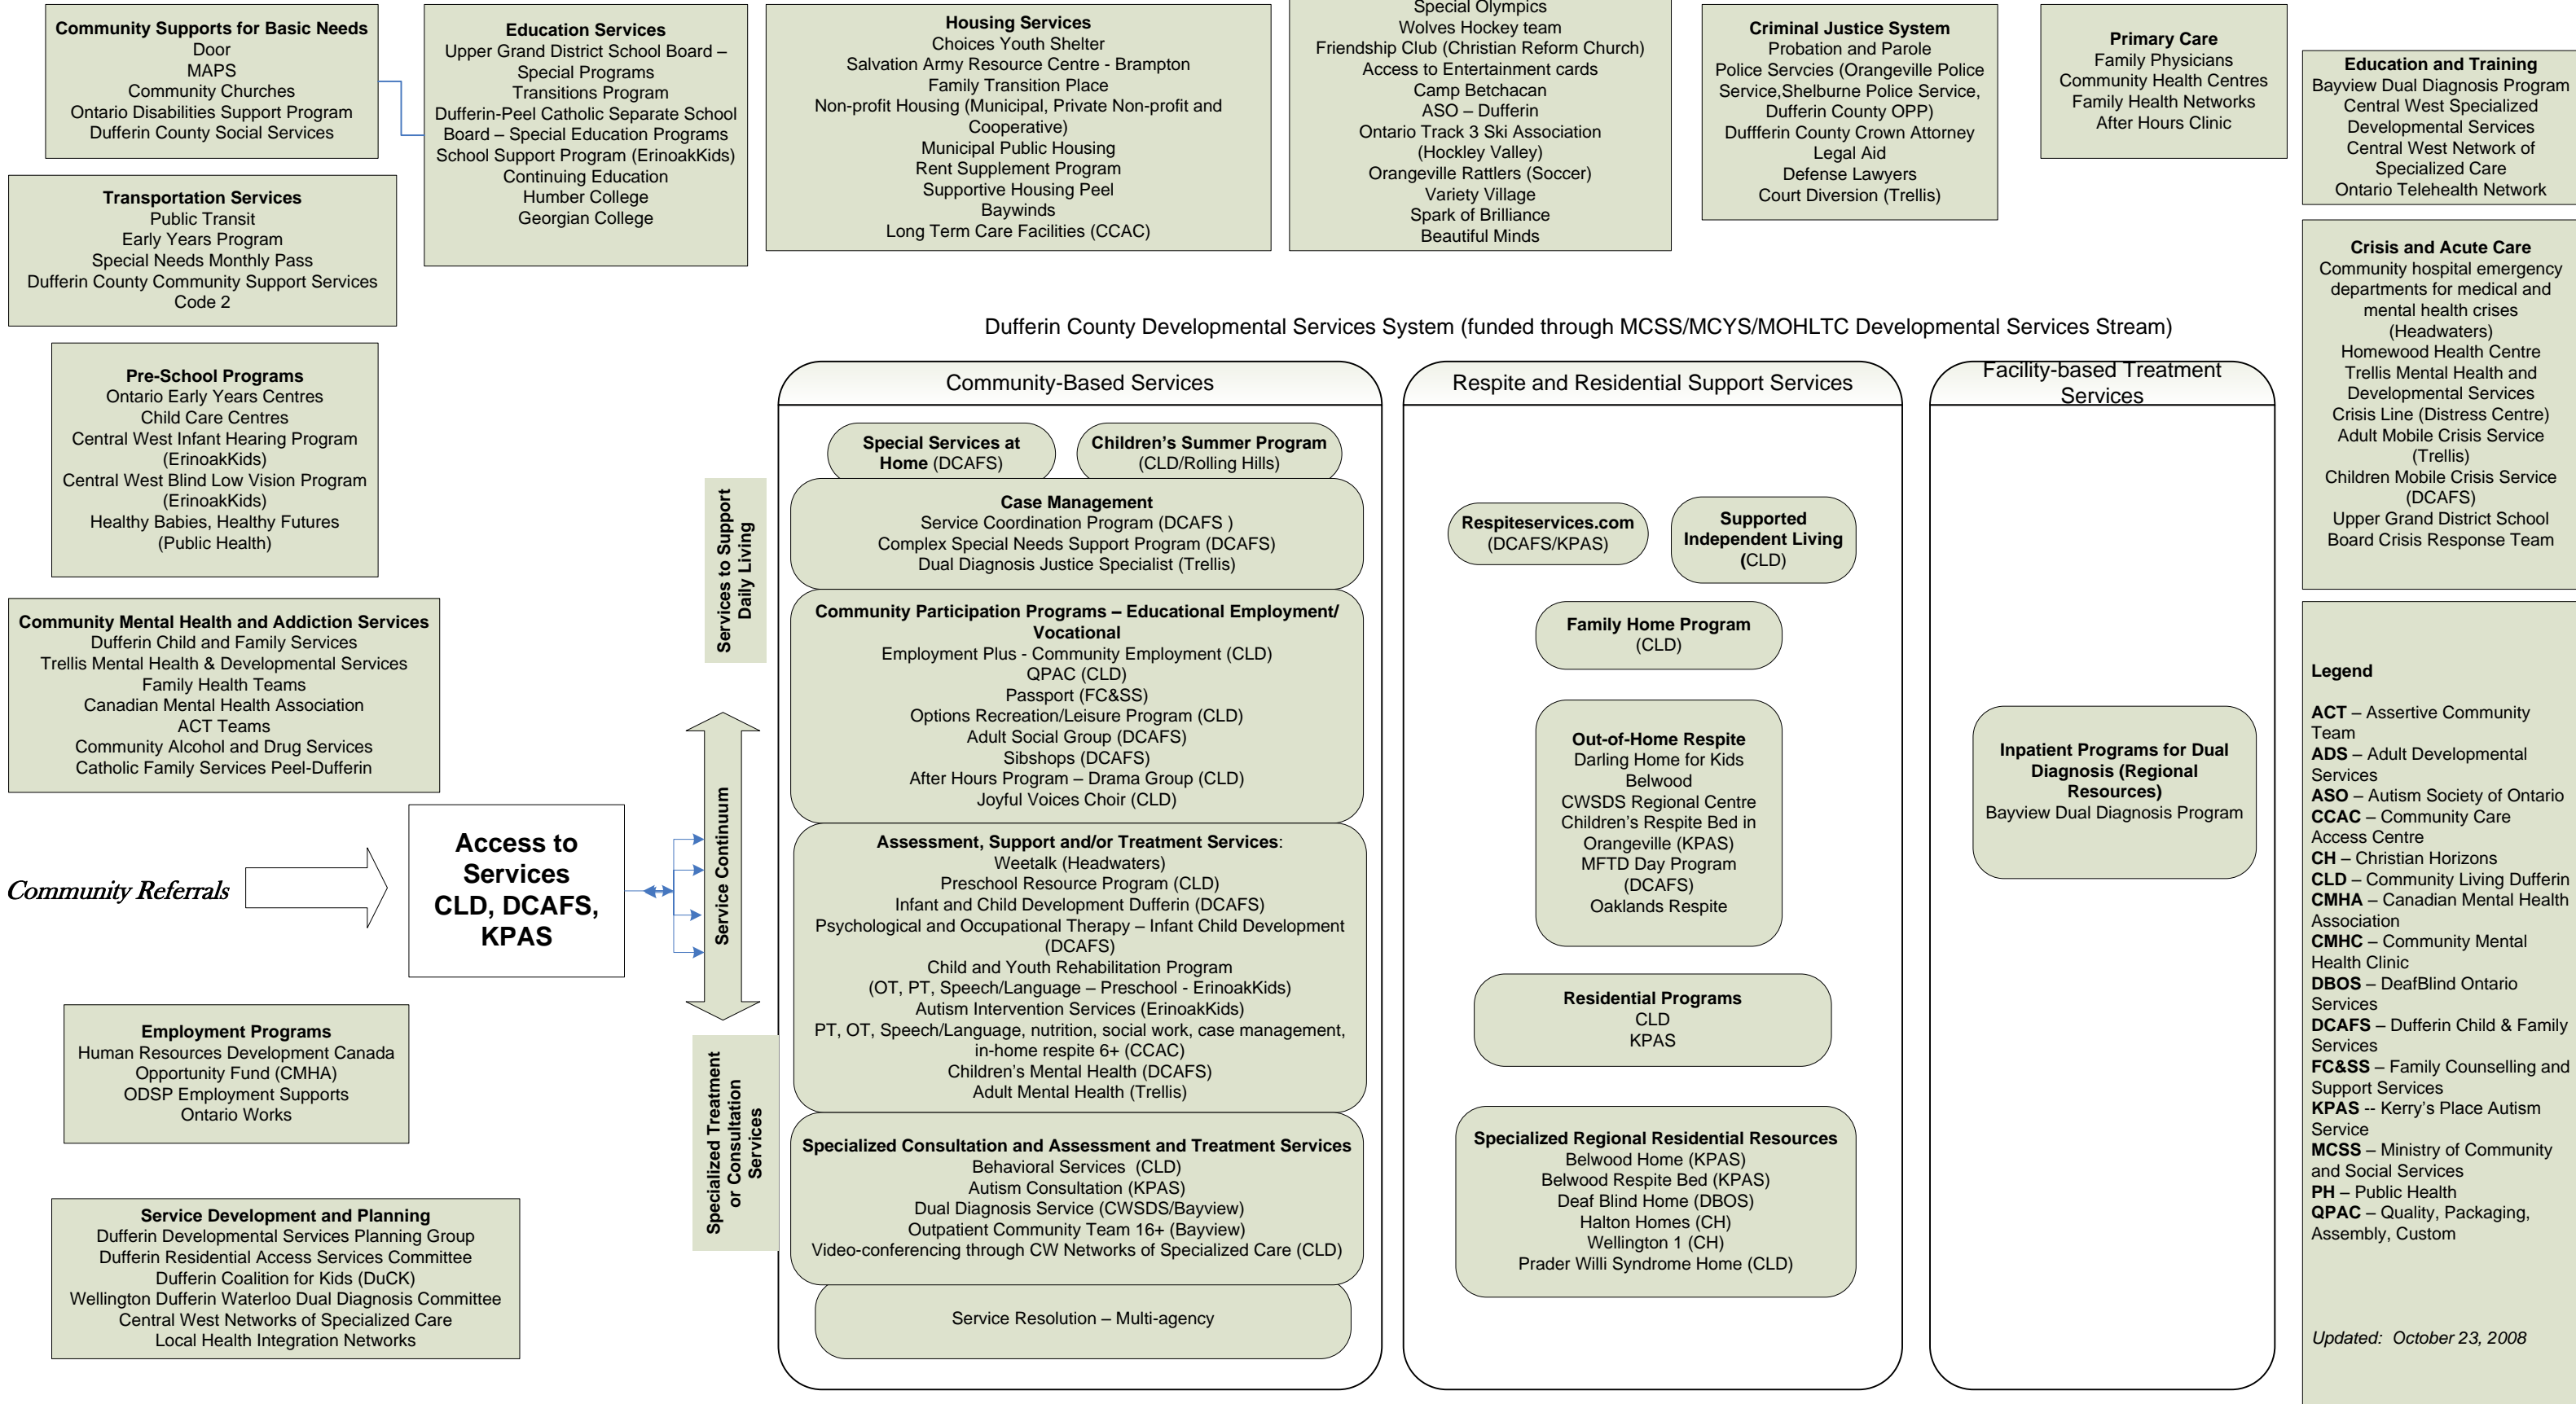 Community Supports for Basic Needs
Door
MAPS
Community Churches
Ontario Disabilities Support Program
Dufferin County Social Services
Education Services
Upper Grand District School Board –
Special Programs
Transitions Program
Dufferin-Peel Catholic Separate School
Board – Special Education Programs
School Support Program (ErinoakKids)
Continuing Education
Humber College
Georgian College
Housing Services
Choices Youth Shelter
Salvation Army Resource Centre - Brampton
Family Transition Place
Non-profit Housing (Municipal, Private Non-profit and
Cooperative)
Municipal Public Housing
Rent Supplement Program
Supportive Housing Peel
Baywinds
Long Term Care Facilities (CCAC)
Special Olympics
Wolves Hockey team
Friendship Club (Christian Reform Church)
Access to Entertainment cards
Camp Betchacan
ASO – Dufferin
Ontario Track 3 Ski Association
(Hockley Valley)
Orangeville Rattlers (Soccer)
Variety Village
Spark of Brilliance
Beautiful Minds
Criminal Justice System
Probation and Parole
Police Servcies (Orangeville Police
Service,Shelburne Police Service,
Dufferin County OPP)
Duffferin County Crown Attorney
Legal Aid
Defense Lawyers
Court Diversion (Trellis)
Primary Care
Family Physicians
Community Health Centres
Family Health Networks
After Hours Clinic
Education and Training
Bayview Dual Diagnosis Program
Central West Specialized
Developmental Services
Central West Network of
Specialized Care
Ontario Telehealth Network
Transportation Services
Public Transit
Early Years Program
Special Needs Monthly Pass
Dufferin County Community Support Services
Code 2
Crisis and Acute Care
Community hospital emergency
departments for medical and
mental health crises
(Headwaters)
Homewood Health Centre
Trellis Mental Health and
Developmental Services
Crisis Line (Distress Centre)
Adult Mobile Crisis Service
(Trellis)
Children Mobile Crisis Service
(DCAFS)
Upper Grand District School
Board Crisis Response Team
Pre-School Programs
Ontario Early Years Centres
Child Care Centres
Central West Infant Hearing Program
(ErinoakKids)
Central West Blind Low Vision Program
(ErinoakKids)
Healthy Babies, Healthy Futures
(Public Health)
Community Mental Health and Addiction Services
Dufferin Child and Family Services
Trellis Mental Health & Developmental Services
Family Health Teams
Canadian Mental Health Association
ACT Teams
Community Alcohol and Drug Services
Catholic Family Services Peel-Dufferin
Community Referrals
Access to
Services
CLD, DCAFS,
KPAS
Employment Programs
Human Resources Development Canada
Opportunity Fund (CMHA)
ODSP Employment Supports
Ontario Works
Service Development and Planning
Dufferin Developmental Services Planning Group
Dufferin Residential Access Services Committee
Dufferin Coalition for Kids (DuCK)
Wellington Dufferin Waterloo Dual Diagnosis Committee
Central West Networks of Specialized Care
Local Health Integration Networks
Services to Support
Daily Living
Service Continuum
Specialized Treatment
or Consultation
Services
Dufferin County Developmental Services System (funded through MCSS/MCYS/MOHLTC Developmental Services Stream)
Community-Based Services
Special Services at
Home (DCAFS)
Children's Summer Program
(CLD/Rolling Hills)
Case Management
Service Coordination Program (DCAFS )
Complex Special Needs Support Program (DCAFS)
Dual Diagnosis Justice Specialist (Trellis)
Community Participation Programs – Educational Employment/
Vocational
Employment Plus - Community Employment (CLD)
QPAC (CLD)
Passport (FC&SS)
Options Recreation/Leisure Program (CLD)
Adult Social Group (DCAFS)
Sibshops (DCAFS)
After Hours Program – Drama Group (CLD)
Joyful Voices Choir (CLD)
Assessment, Support and/or Treatment Services:
Weetalk (Headwaters)
Preschool Resource Program (CLD)
Infant and Child Development Dufferin (DCAFS)
Psychological and Occupational Therapy – Infant Child Development
(DCAFS)
Child and Youth Rehabilitation Program
(OT, PT, Speech/Language – Preschool - ErinoakKids)
Autism Intervention Services (ErinoakKids)
PT, OT, Speech/Language, nutrition, social work, case management,
in-home respite 6+ (CCAC)
Children's Mental Health (DCAFS)
Adult Mental Health (Trellis)
Specialized Consultation and Assessment and Treatment Services
Behavioral Services (CLD)
Autism Consultation (KPAS)
Dual Diagnosis Service (CWSDS/Bayview)
Outpatient Community Team 16+ (Bayview)
Video-conferencing through CW Networks of Specialized Care (CLD)
Service Resolution – Multi-agency
Respite and Residential Support Services
Respiteservices.com
(DCAFS/KPAS)
Supported
Independent Living
(CLD)
Family Home Program
(CLD)
Out-of-Home Respite
Darling Home for Kids
Belwood
CWSDS Regional Centre
Children's Respite Bed in
Orangeville (KPAS)
MFTD Day Program
(DCAFS)
Oaklands Respite
Residential Programs
CLD
KPAS
Specialized Regional Residential Resources
Belwood Home (KPAS)
Belwood Respite Bed (KPAS)
Deaf Blind Home (DBOS)
Halton Homes (CH)
Wellington 1 (CH)
Prader Willi Syndrome Home (CLD)
Facility-based Treatment
Services
Inpatient Programs for Dual
Diagnosis (Regional
Resources)
Bayview Dual Diagnosis Program
Legend
ACT – Assertive Community
Team
ADS – Adult Developmental
Services
ASO – Autism Society of Ontario
CCAC – Community Care
Access Centre
CH – Christian Horizons
CLD – Community Living Dufferin
CMHA – Canadian Mental Health
Association
CMHC – Community Mental
Health Clinic
DBOS – DeafBlind Ontario
Services
DCAFS – Dufferin Child & Family
Services
FC&SS – Family Counselling and
Support Services
KPAS -- Kerry's Place Autism
Service
MCSS – Ministry of Community
and Social Services
PH – Public Health
QPAC – Quality, Packaging,
Assembly, Custom
Updated: October 23, 2008